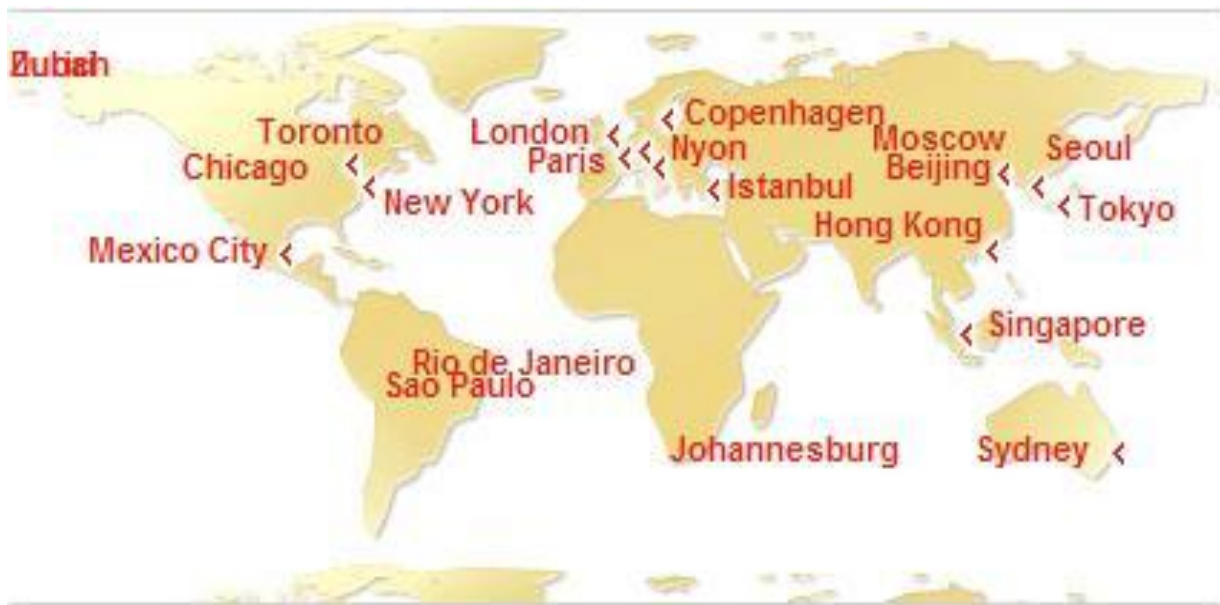 Toronto
London
Copenhagen
Moscow
Seoul
Chicago
Paris
Nyon
Beijing
New York
Istanbul
Tokyo
Mexico City
Hong Kong
Singapore
Rio de Janeiro
Sao Paulo
Johannesburg
Sydney